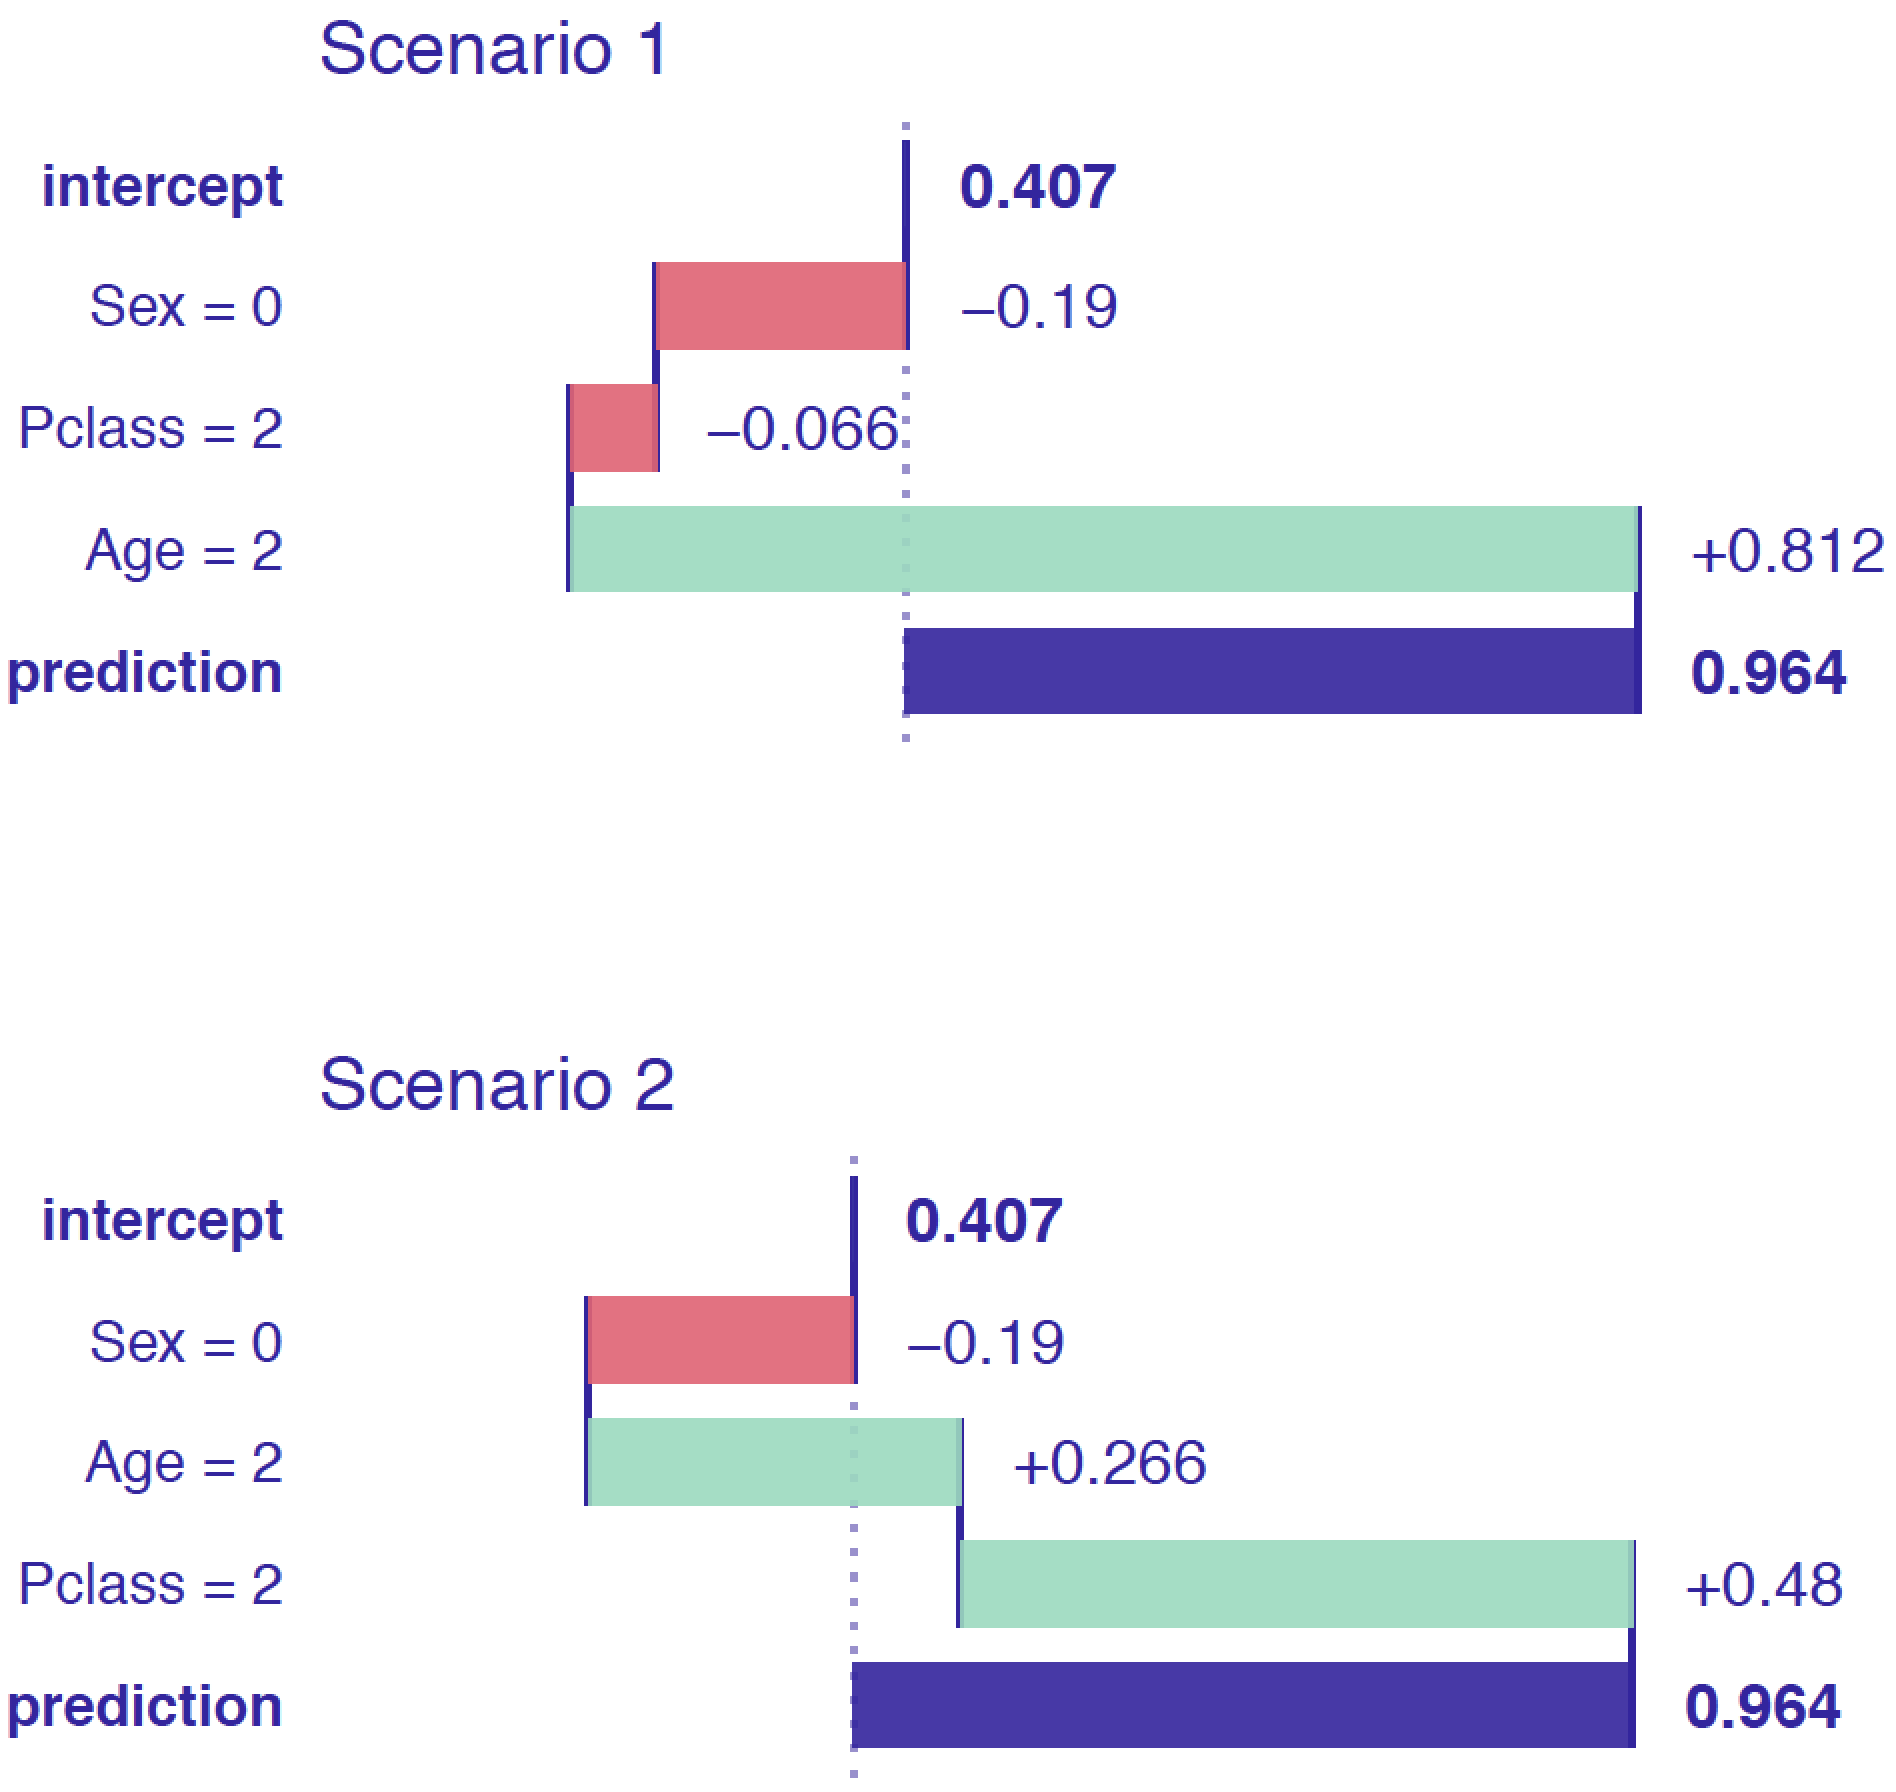 Scenario 1
intercept 0.407
Sex = 0 –0.19
Pclass = 2 –0.066
Age = 2 +0.812
prediction 0.964
Scenario 2
intercept 0.407
Sex = 0 –0.19
Age = 2 +0.266
Pclass = 2 +0.48
prediction 0.964